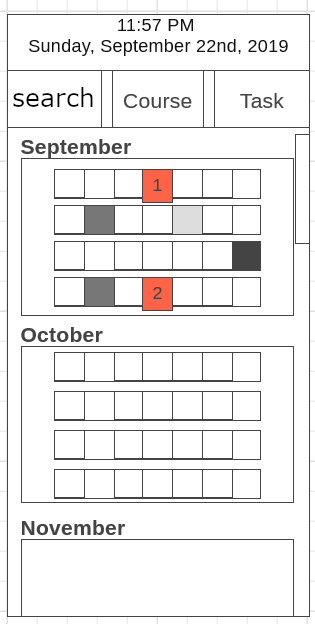 11:57 PM
Sunday, September 22nd, 2019
search Course Task
September
1
2
October
November